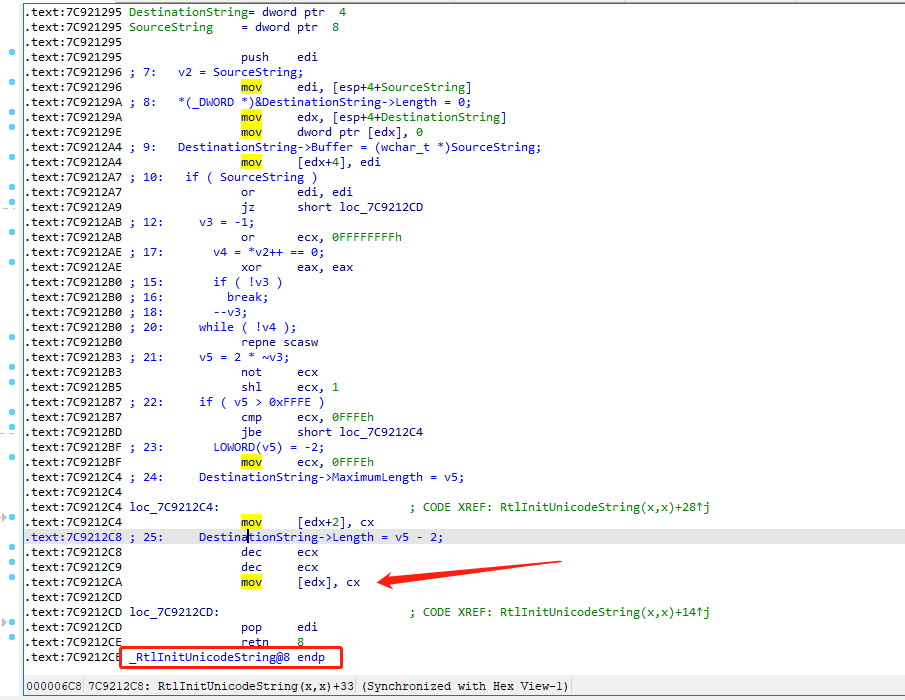 .text:7C921295 DestinationString= dword ptr  4
.text:7C921295 SourceString    = dword ptr  8
.text:7C921295
.text:7C921295                 push    edi
.text:7C921296 ; 7:   v2 = SourceString;
.text:7C921296                 mov     edi, [esp+4+SourceString]
.text:7C92129A ; 8:   *(_DWORD *)&DestinationString->Length = 0;
.text:7C92129A                 mov     edx, [esp+4+DestinationString]
.text:7C92129E                 mov     dword ptr [edx], 0
.text:7C9212A4 ; 9:   DestinationString->Buffer = (wchar_t *)SourceString;
.text:7C9212A4                 mov     [edx+4], edi
.text:7C9212A7 ; 10:   if ( SourceString )
.text:7C9212A7                 or      edi, edi
.text:7C9212A9                 jz      short loc_7C9212CD
.text:7C9212AB ; 12:     v3 = -1;
.text:7C9212AB                 or      ecx, 0FFFFFFFFh
.text:7C9212AE ; 17:       v4 = *v2++ == 0;
.text:7C9212AE                 xor     eax, eax
.text:7C9212B0 ; 15:       if ( !v3 )
.text:7C9212B0 ; 16:         break;
.text:7C9212B0 ; 18:       --v3;
.text:7C9212B0 ; 20:     while ( !v4 );
.text:7C9212B0                 repne scasw
.text:7C9212B3 ; 21:     v5 = 2 * ~v3;
.text:7C9212B3                 not     ecx
.text:7C9212B5                 shl     ecx, 1
.text:7C9212B7 ; 22:     if ( v5 > 0xFFFE )
.text:7C9212B7                 cmp     ecx, 0FFFEh
.text:7C9212BD                 jbe     short loc_7C9212C4
.text:7C9212BF ; 23:       LOWORD(v5) = -2;
.text:7C9212BF                 mov     ecx, 0FFFEh
.text:7C9212C4 ; 24:     DestinationString->MaximumLength = v5;
.text:7C9212C4
.text:7C9212C4 loc_7C9212C4:                           ; CODE XREF: RtlInitUnicodeString(x,x)+28↑j
.text:7C9212C4                 mov     [edx+2], cx
.text:7C9212C8 ; 25:     DestinationString->Length = v5 - 2;
.text:7C9212C8                 dec     ecx
.text:7C9212C9                 dec     ecx
.text:7C9212CA                 mov     [edx], cx
.text:7C9212CD
.text:7C9212CD loc_7C9212CD:                           ; CODE XREF: RtlInitUnicodeString(x,x)+14↑j
.text:7C9212CD                 pop     edi
.text:7C9212CE                 retn    8
.text:7C9212CE _RtlInitUnicodeString@8 endp
000006C8 7C9212C8: RtlInitUnicodeString(x,x)+33 (Synchronized with Hex View-1)